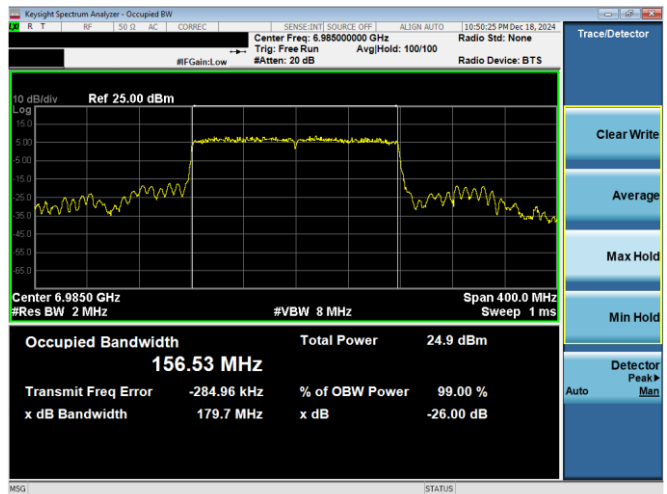 Keysight Spectrum Analyzer - Occupied BW
R T RF 50 Ω AC CORREC SENSE:INT SOURCE OFF ALIGN AUTO 10:50:25 PM Dec 18, 2024
Center Freq: 6.985000000 GHz Radio Std: None
Trig: Free Run Avg|Hold: 100/100
#IFGain:Low #Atten: 20 dB Radio Device: BTS
Trace/Detector
10 dB/div Ref 25.00 dBm
Log
15.0
5.00
-5.00
-15.0
-25.0
-35.0
-45.0
-55.0
-65.0
Center 6.9850 GHz Span 400.0 MHz
#Res BW 2 MHz #VBW 8 MHz Sweep 1 ms
Occupied Bandwidth Total Power 24.9 dBm
156.53 MHz
Transmit Freq Error -284.96 kHz % of OBW Power 99.00 %
x dB Bandwidth 179.7 MHz x dB -26.00 dB
Clear Write
Average
Max Hold
Min Hold
Detector
Peak▶
Auto Man
MSG STATUS